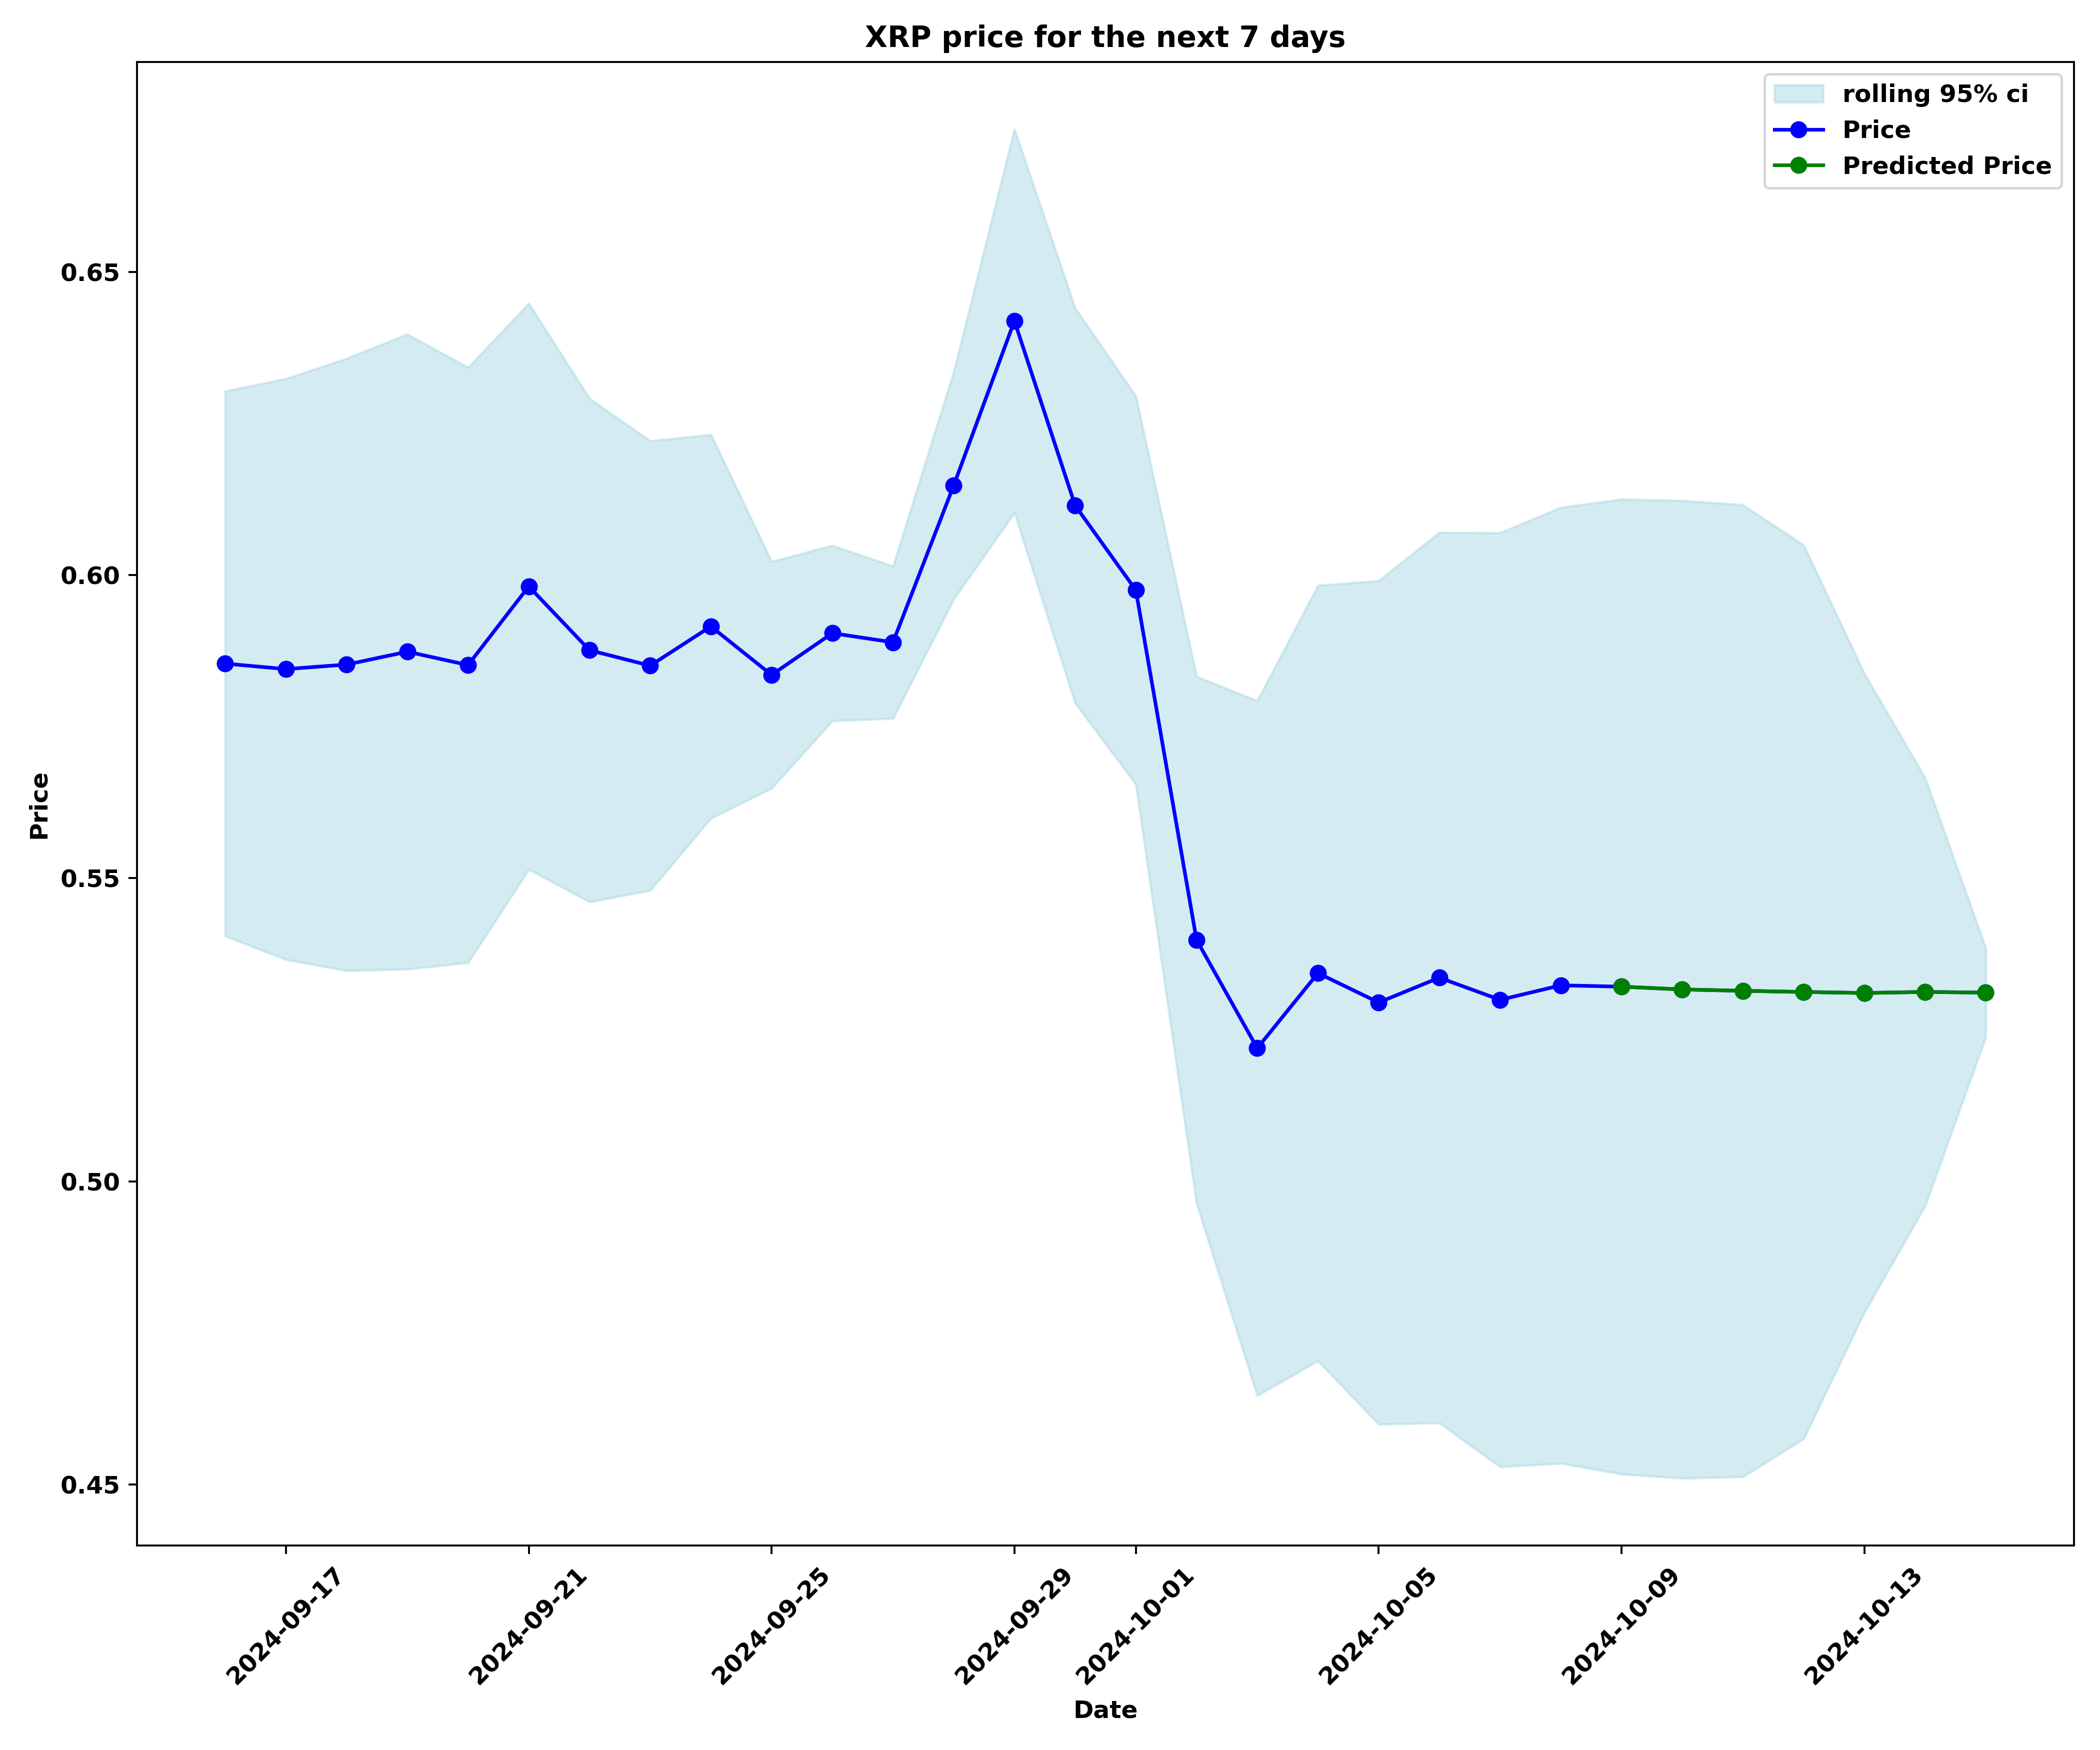 XRP price for the next 7 days
rolling 95% ci
Price
Predicted Price
0.65
0.60
0.55
0.50
0.45
Price
2024-09-17
2024-09-21
2024-09-25
2024-09-29
2024-10-01
2024-10-05
2024-10-09
2024-10-13
Date